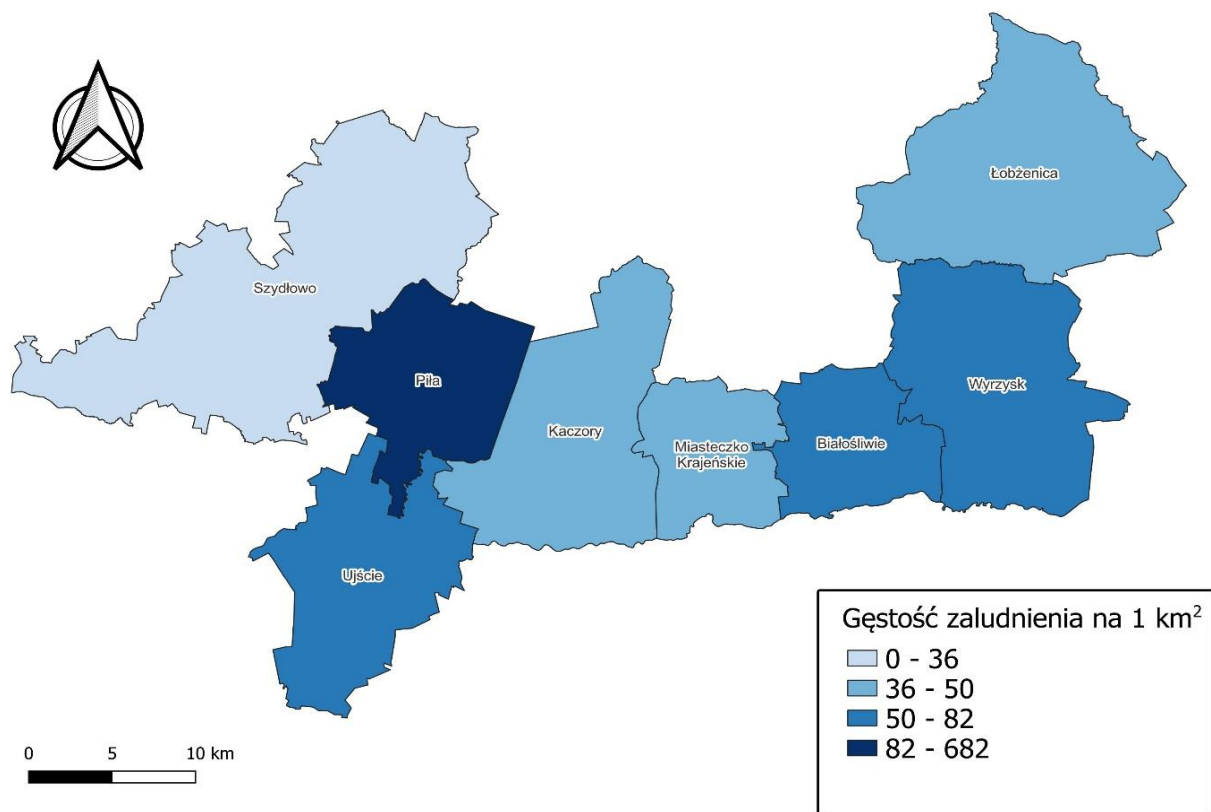 Łobżenica
Szydłowo
Piła
Wyrzysk
Kaczory
Miasteczko
Krajeńskie
Białośliwie
Ujście
Gęstość zaludnienia na 1 km²
0 - 36
36 - 50
50 - 82
82 - 682
0 5 10 km